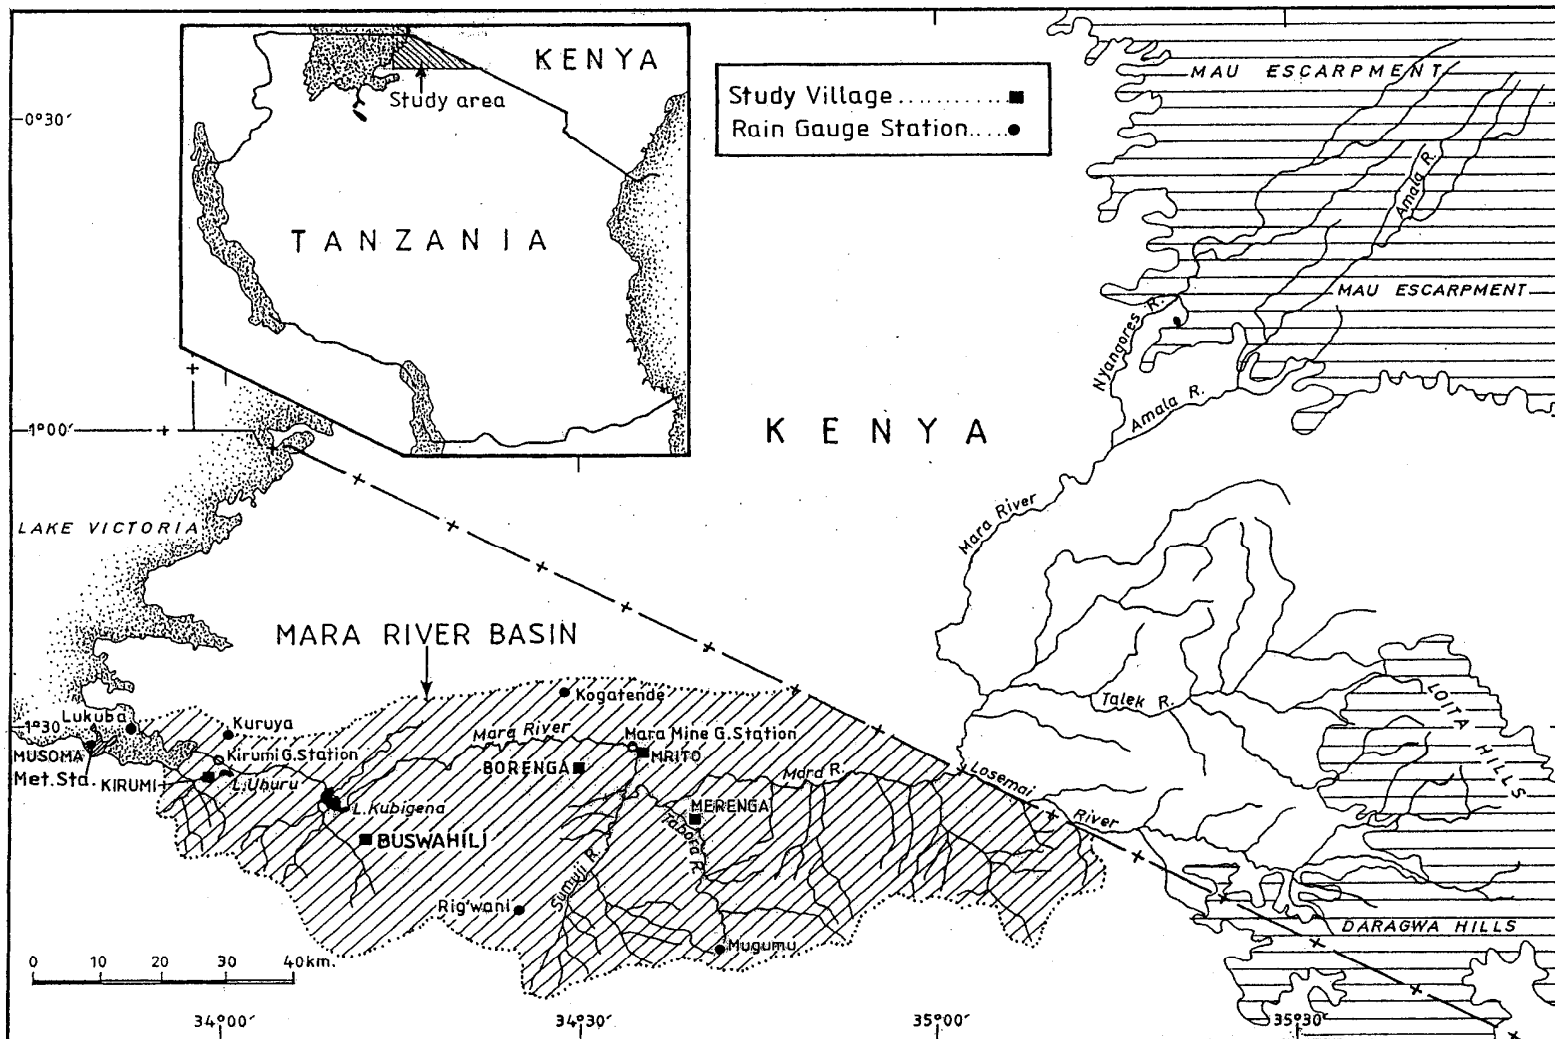 KENYA
Study area
TANZANIA
Study Village............
Rain Gauge Station.....
MAU ESCARPMENT
Amala R.
MAU ESCARPMENT
Nyangores R.
Amala R.
0°30'
1°00'
KENYA
LAKE VICTORIA
Mara River
MARA RIVER BASIN
Talek R.
LOITA HILLS
1°30'
Lukuba
Kuruya
Kogatende
Mara River
Mara Mine G.Station
MUSOMA
Met.Sta.
Kirumi G.Station
KIRUMI
L.Uhuru
L.Kubigena
BORENGA
MRITO
Mara R.
Losemai
River
MERENGA
Tabora R.
BUSWAHILI
Sumuji R.
Rig'wani
Mugumu
DARAGWA HILLS
0 10 20 30 40km.
34°00' 34°30' 35°00' 35°30'